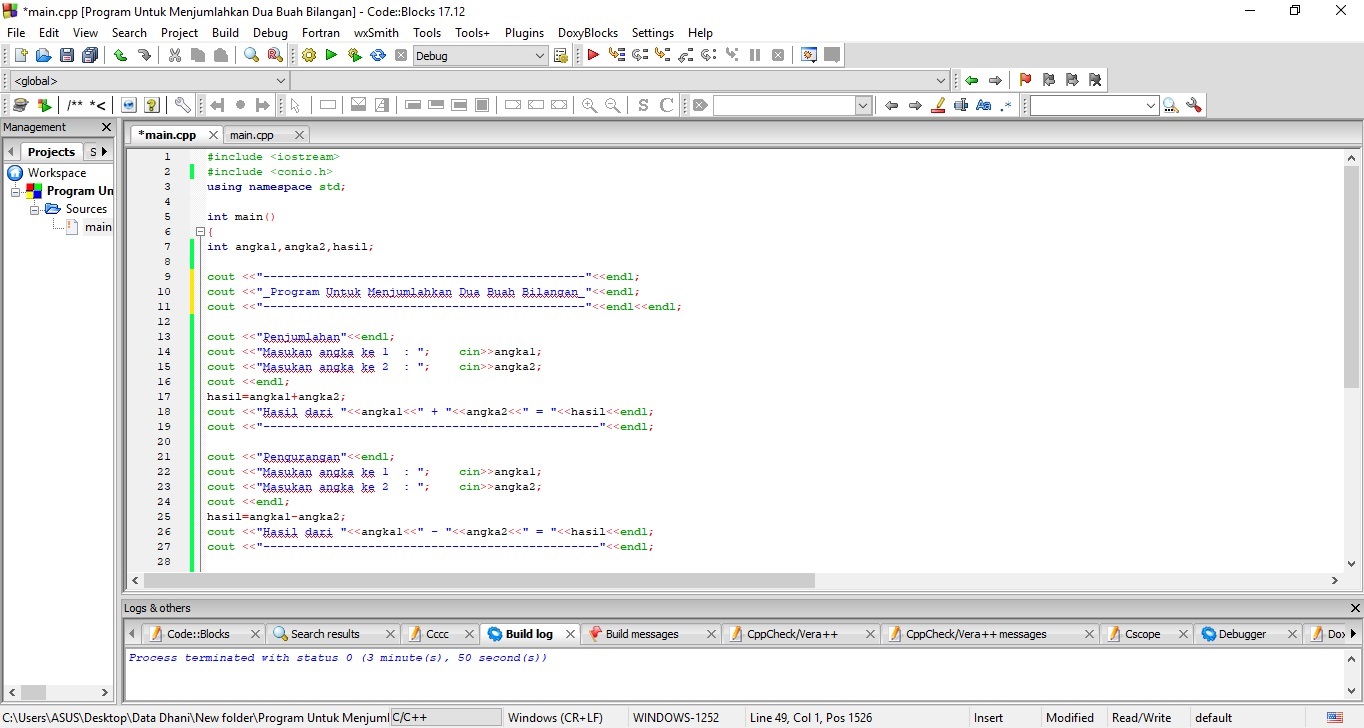 *main.cpp [Program Untuk Menjumlahkan Dua Buah Bilangan] - Code::Blocks 17.12
File Edit View Search Project Build Debug Fortran wxSmith Tools Tools+ Plugins DoxyBlocks Settings Help
Debug
<global>
/** *<
S C
Aa .*
Management
*main.cpp
main.cpp
Projects S
Workspace
Program Un
Sources
main
1 #include <iostream>
2 #include <conio.h>
3 using namespace std;
4
5 int main()
6 {
7 int angka1,angka2,hasil;
8
9 cout <<"----------------------------------------------"<<endl;
10 cout <<"_Program Untuk Menjumlahkan Dua Buah Bilangan_"<<endl;
11 cout <<"----------------------------------------------"<<endl<<endl;
12
13 cout <<"Penjumlahan"<<endl;
14 cout <<"Masukan angka ke 1  : ";    cin>>angka1;
15 cout <<"Masukan angka ke 2  : ";    cin>>angka2;
16 cout <<endl;
17 hasil=angka1+angka2;
18 cout <<"Hasil dari "<<angka1<<" + "<<angka2<<" = "<<hasil<<endl;
19 cout <<"------------------------------------------------"<<endl;
20
21 cout <<"Pengurangan"<<endl;
22 cout <<"Masukan angka ke 1  : ";    cin>>angka1;
23 cout <<"Masukan angka ke 2  : ";    cin>>angka2;
24 cout <<endl;
25 hasil=angka1-angka2;
26 cout <<"Hasil dari "<<angka1<<" - "<<angka2<<" = "<<hasil<<endl;
27 cout <<"------------------------------------------------"<<endl;
28
Logs & others
Code::Blocks Search results Cccc Build log Build messages CppCheck/Vera++ CppCheck/Vera++ messages Cscope Debugger Dox
Process terminated with status 0 (3 minute(s), 50 second(s))
C:\Users\ASUS\Desktop\Data Dhani\New folder\Program Untuk Menjuml C/C++ Windows (CR+LF) WINDOWS-1252 Line 49, Col 1, Pos 1526 Insert Modified Read/Write default